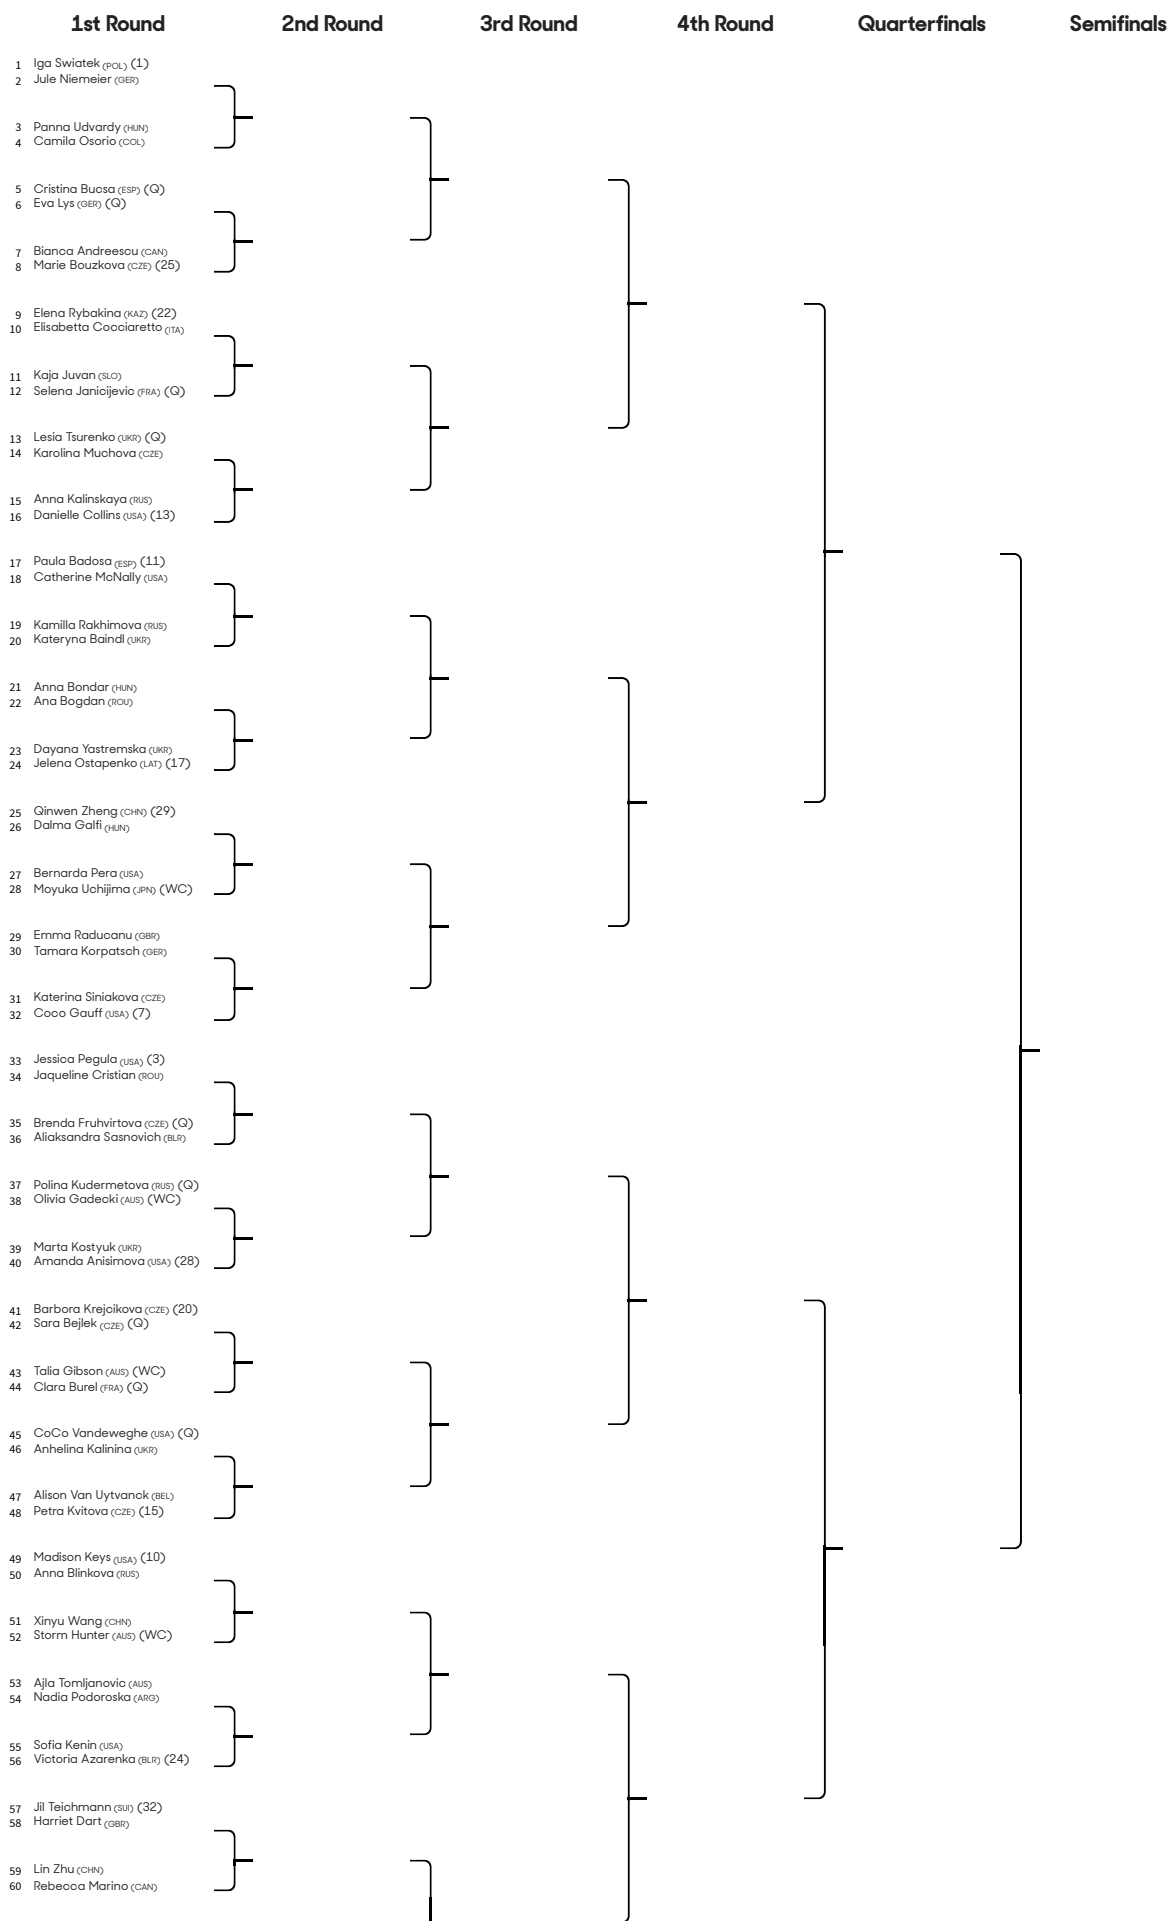 1st Round 2nd Round 3rd Round 4th Round Quarterfinals Semifinals
1 Iga Swiatek (POL) (1)
2 Jule Niemeier (GER)
3 Panna Udvardy (HUN)
4 Camila Osorio (COL)
5 Cristina Bucsa (ESP) (Q)
6 Eva Lys (GER) (Q)
7 Bianca Andreescu (CAN)
8 Marie Bouzkova (CZE) (25)
9 Elena Rybakina (KAZ) (22)
10 Elisabetta Cocciaretto (ITA)
11 Kaja Juvan (SLO)
12 Selena Janicijevic (FRA) (Q)
13 Lesia Tsurenko (UKR) (Q)
14 Karolina Muchova (CZE)
15 Anna Kalinskaya (RUS)
16 Danielle Collins (USA) (13)
17 Paula Badosa (ESP) (11)
18 Catherine McNally (USA)
19 Kamilla Rakhimova (RUS)
20 Kateryna Baindl (UKR)
21 Anna Bondar (HUN)
22 Ana Bogdan (ROU)
23 Dayana Yastremska (UKR)
24 Jelena Ostapenko (LAT) (17)
25 Qinwen Zheng (CHN) (29)
26 Dalma Galfi (HUN)
27 Bernarda Pera (USA)
28 Moyuka Uchijima (JPN) (WC)
29 Emma Raducanu (GBR)
30 Tamara Korpatsch (GER)
31 Katerina Siniakova (CZE)
32 Coco Gauff (USA) (7)
33 Jessica Pegula (USA) (3)
34 Jaqueline Cristian (ROU)
35 Brenda Fruhvirtova (CZE) (Q)
36 Aliaksandra Sasnovich (BLR)
37 Polina Kudermetova (RUS) (Q)
38 Olivia Gadecki (AUS) (WC)
39 Marta Kostyuk (UKR)
40 Amanda Anisimova (USA) (28)
41 Barbora Krejcikova (CZE) (20)
42 Sara Bejlek (CZE) (Q)
43 Talia Gibson (AUS) (WC)
44 Clara Burel (FRA) (Q)
45 CoCo Vandeweghe (USA) (Q)
46 Anhelina Kalinina (UKR)
47 Alison Van Uytvanck (BEL)
48 Petra Kvitova (CZE) (15)
49 Madison Keys (USA) (10)
50 Anna Blinkova (RUS)
51 Xinyu Wang (CHN)
52 Storm Hunter (AUS) (WC)
53 Ajla Tomljanovic (AUS)
54 Nadia Podoroska (ARG)
55 Sofia Kenin (USA)
56 Victoria Azarenka (BLR) (24)
57 Jil Teichmann (SUI) (32)
58 Harriet Dart (GBR)
59 Lin Zhu (CHN)
60 Rebecca Marino (CAN)